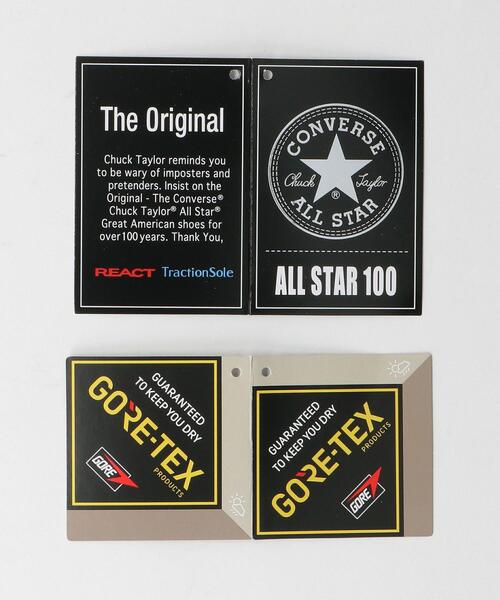 The Original
Chuck Taylor reminds you
to be wary of imposters and
pretenders. Insist on the
Original - The Converse®
Chuck Taylor® All Star®
Great American shoes for
over 100 years. Thank You,
REACT TractionSole
CONVERSE
Chuck Taylor
®
ALL STAR
ALL STAR 100
GUARANTEED
TO KEEP YOU DRY
GORE-TEX
PRODUCTS
GORE
GUARANTEED
TO KEEP YOU DRY
GORE-TEX
PRODUCTS
GORE